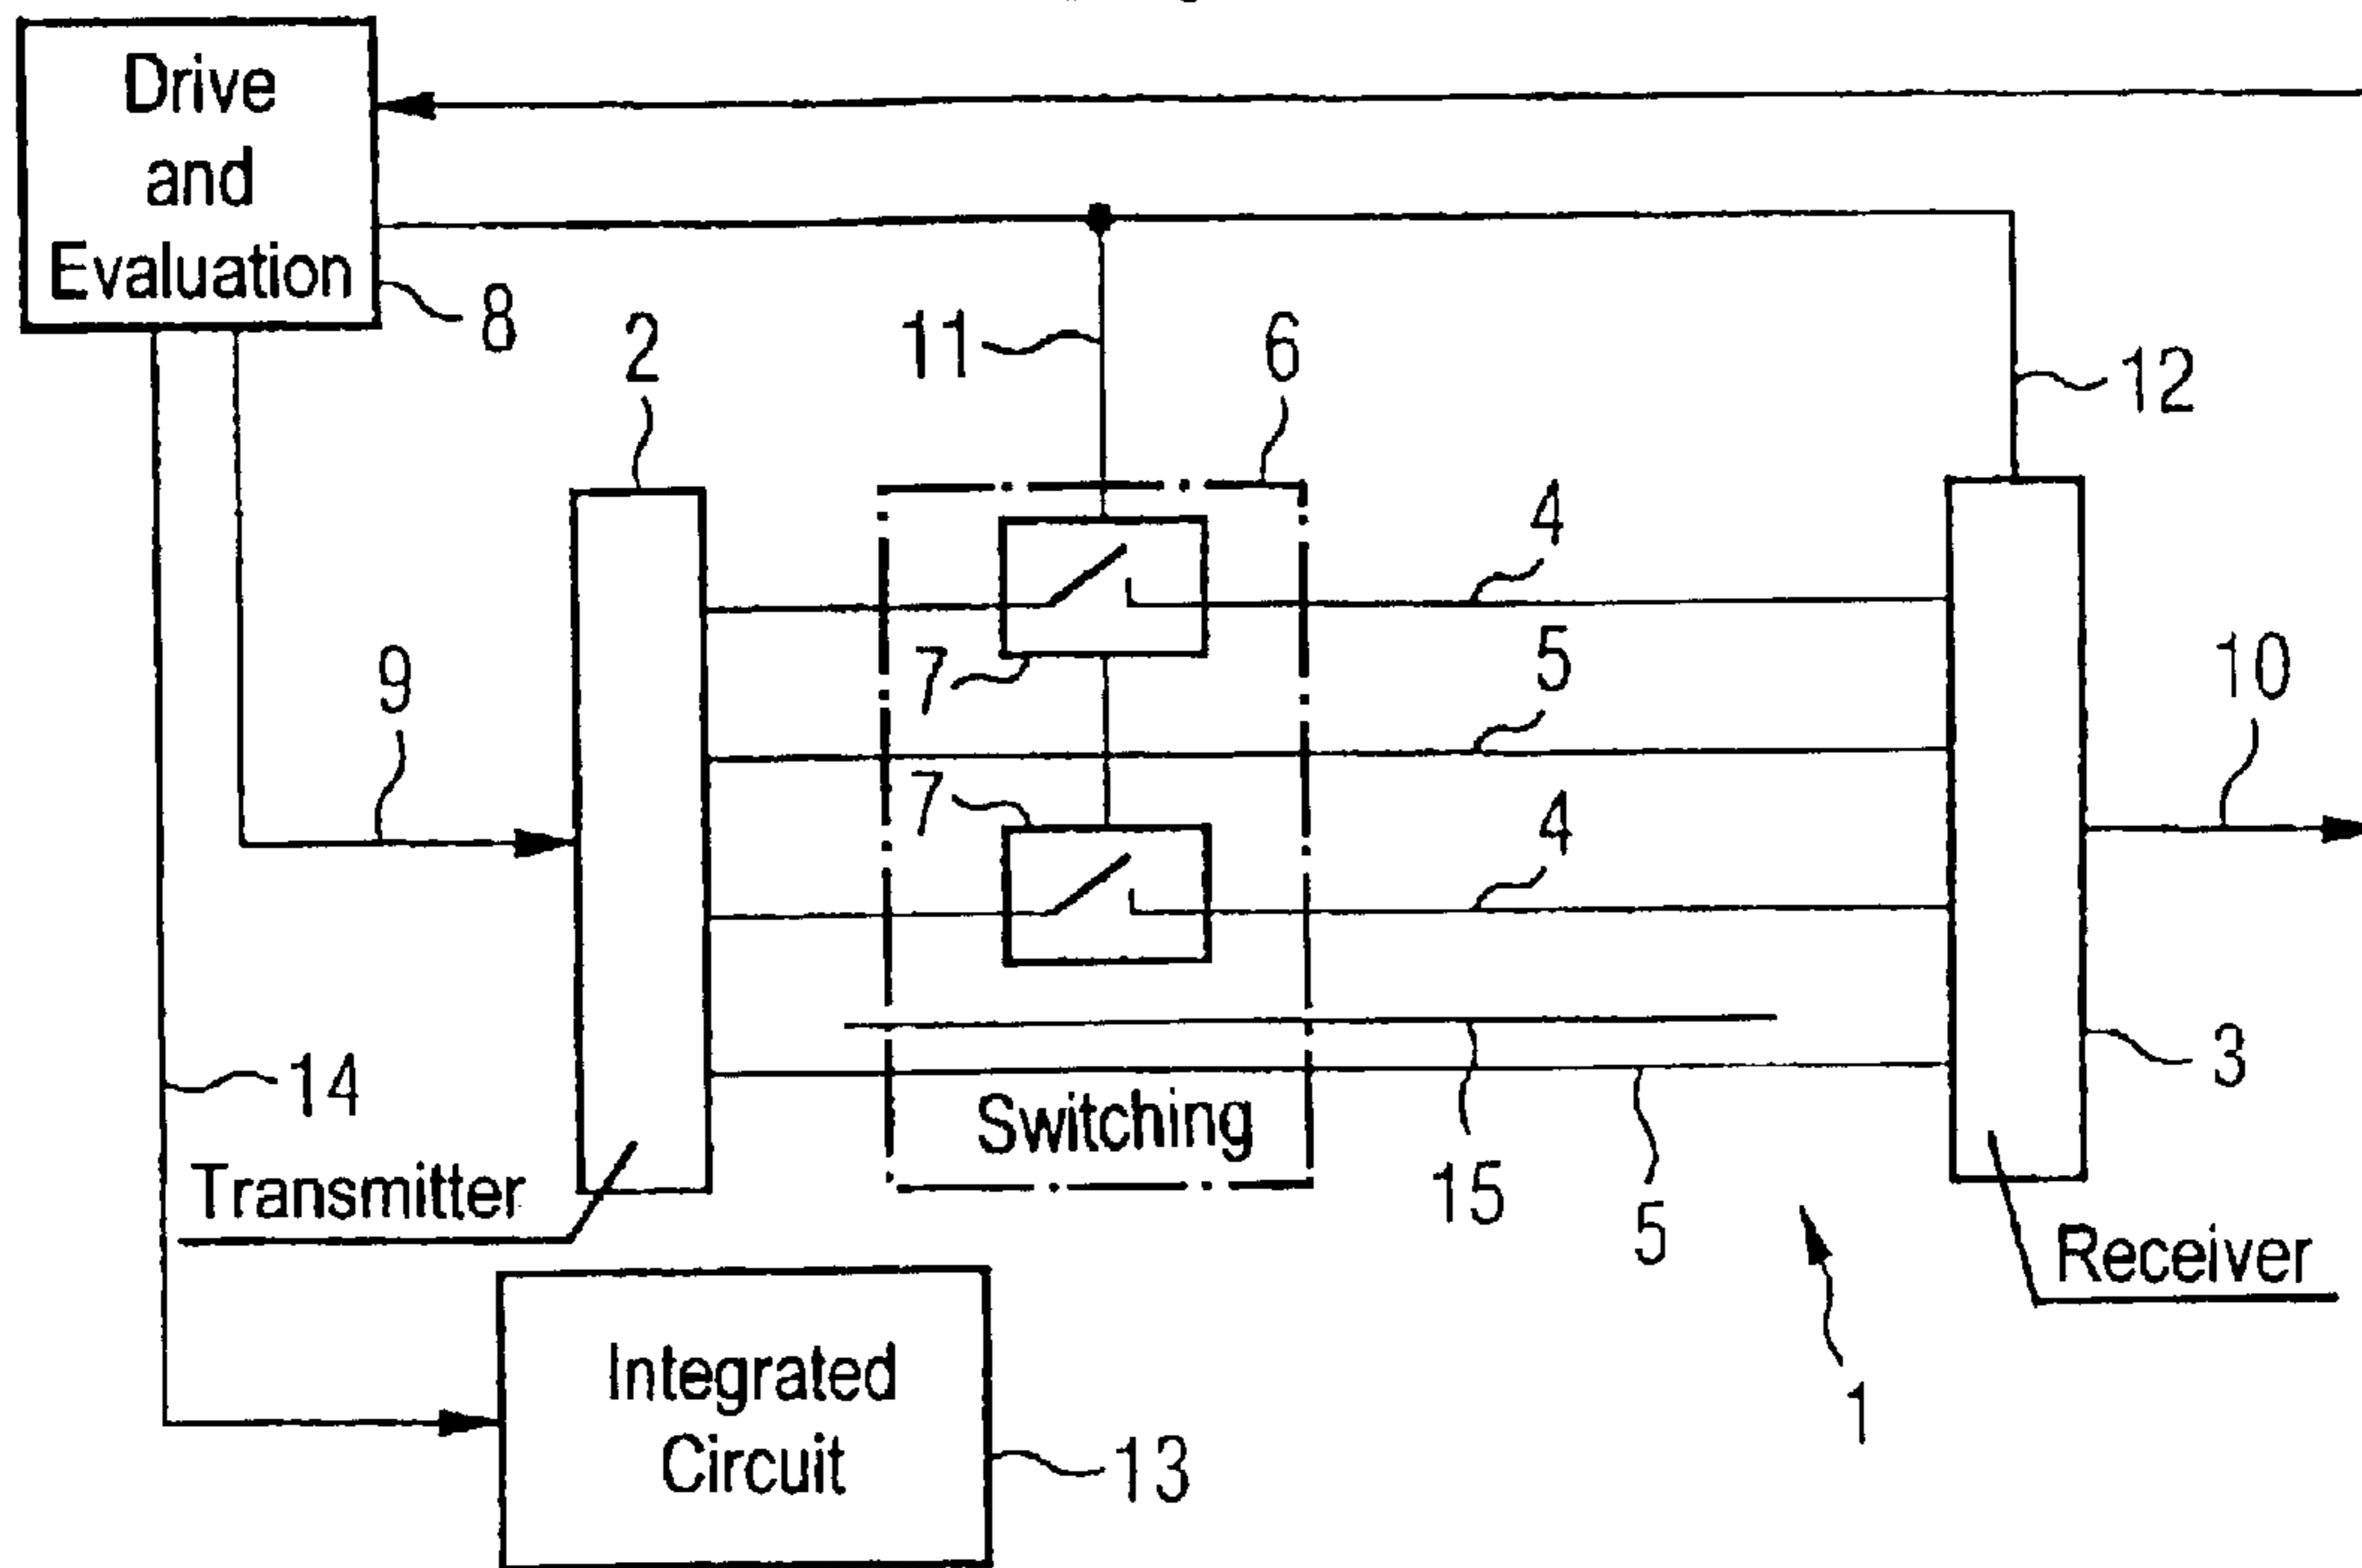 Drive
and
Evaluation
8
2
11
6
12
4
9
7
5
10
7
4
14
3
Switching
Transmitter
15
5
Receiver
Integrated
Circuit
1
13